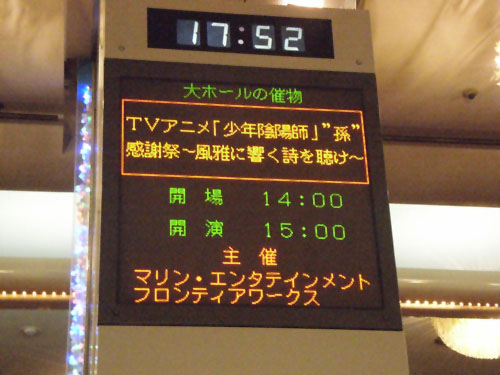 17:52
大ホールの催物
TVアニメ「少年陰陽師」"孫"
感謝祭～風雅に響く詩を聴け～
開場 14:00
開演 15:00
主催
マリン・エンタテインメント
フロンティアワークス